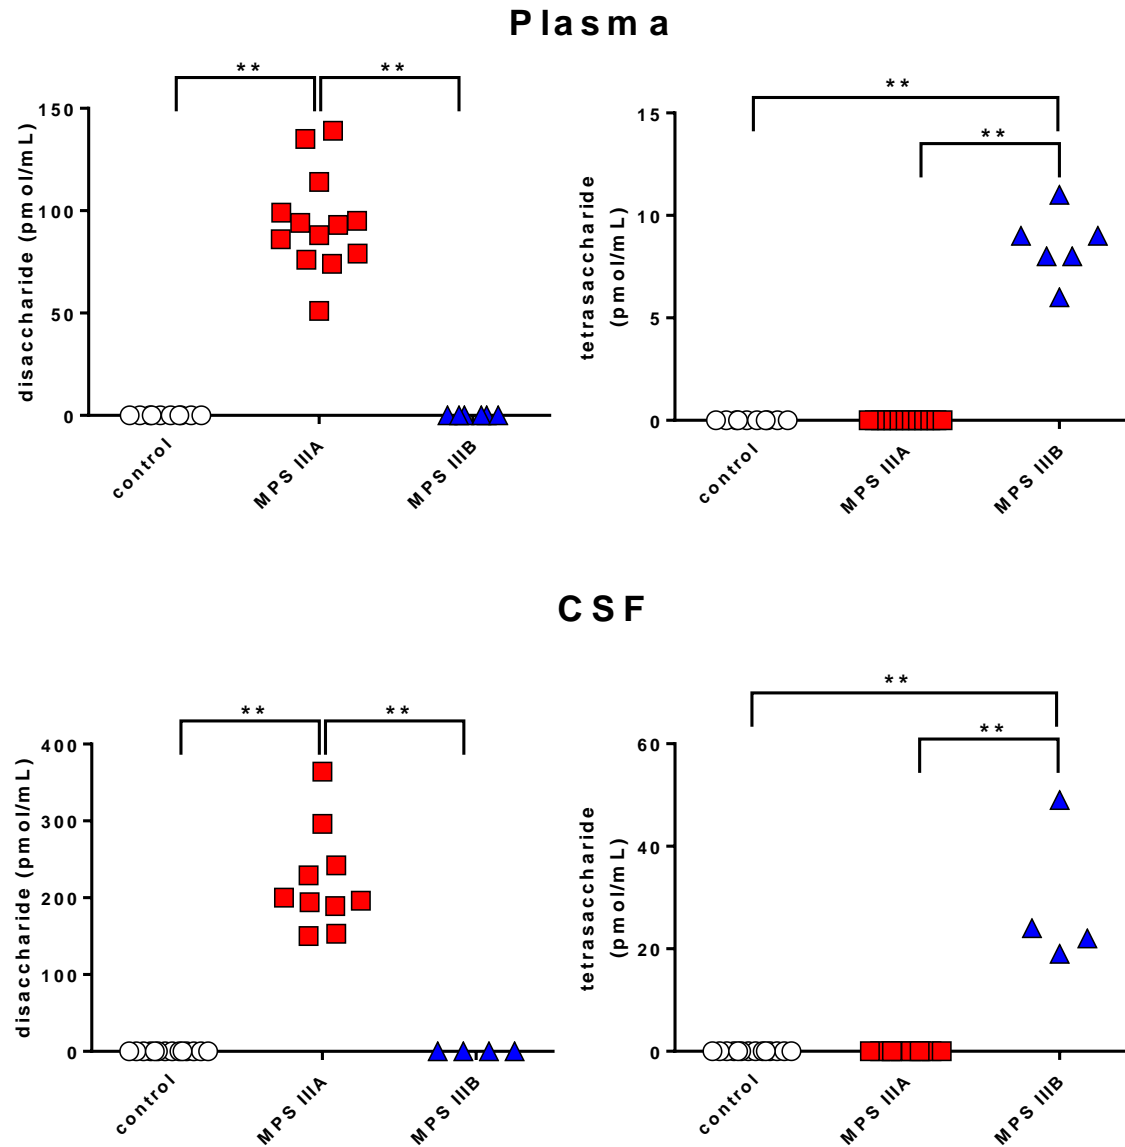 Plasma
**
**
disaccharide (pmol/mL)
150
100
50
0
control
MPS IIIA
MPS IIIB
**
**
tetrasaccharide
(pmol/mL)
15
10
5
0
control
MPS IIIA
MPS IIIB
CSF
**
**
disaccharide (pmol/mL)
400
300
200
100
0
control
MPS IIIA
MPS IIIB
**
**
tetrasaccharide
(pmol/mL)
60
40
20
0
control
MPS IIIA
MPS IIIB